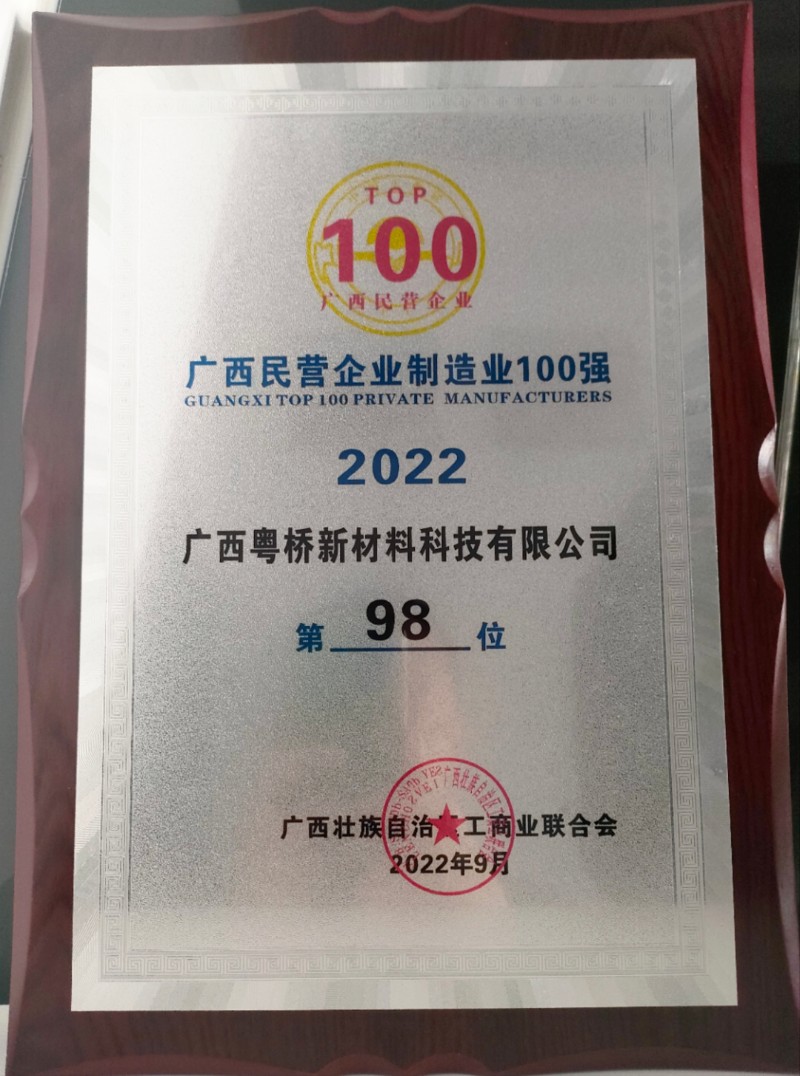 TOP
100
广西民营企业
广西民营企业制造业100强
GUANGXI TOP 100 PRIVATE MANUFACTURERS
2022
广西粤桥新材料科技有限公司
第 98 位
广西壮族自治区工商业联合会
2022年9月